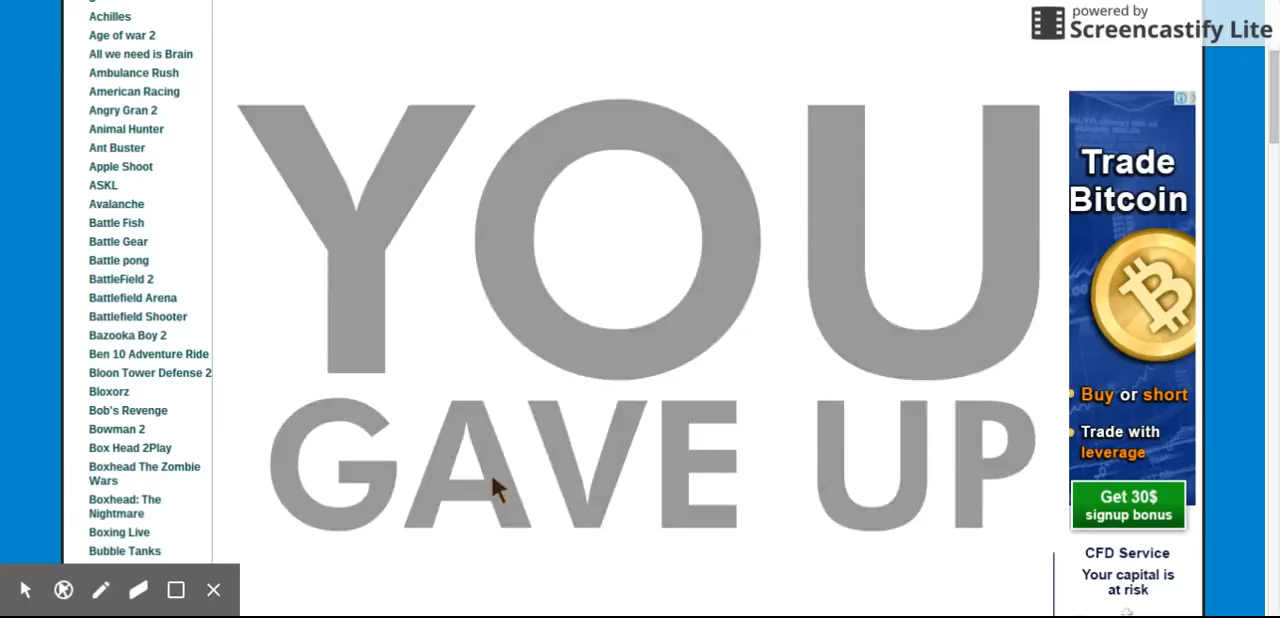 powered by
Screencastify Lite
Achilles
Age of war 2
All we need is Brain
Ambulance Rush
American Racing
Angry Gran 2
Animal Hunter
Ant Buster
Apple Shoot
ASKL
Avalanche
Battle Fish
Battle Gear
Battle pong
BattleField 2
Battlefield Arena
Battlefield Shooter
Bazooka Boy 2
Ben 10 Adventure Ride
Bloon Tower Defense 2
Bloxorz
Bob's Revenge
Bowman 2
Box Head 2Play
Boxhead The Zombie
Wars
Boxhead: The
Nightmare
Boxing Live
Bubble Tanks
YOU
GAVE UP
Trade
Bitcoin
Buy or short
Trade with
leverage
Get 30$
signup bonus
CFD Service
Your capital is
at risk